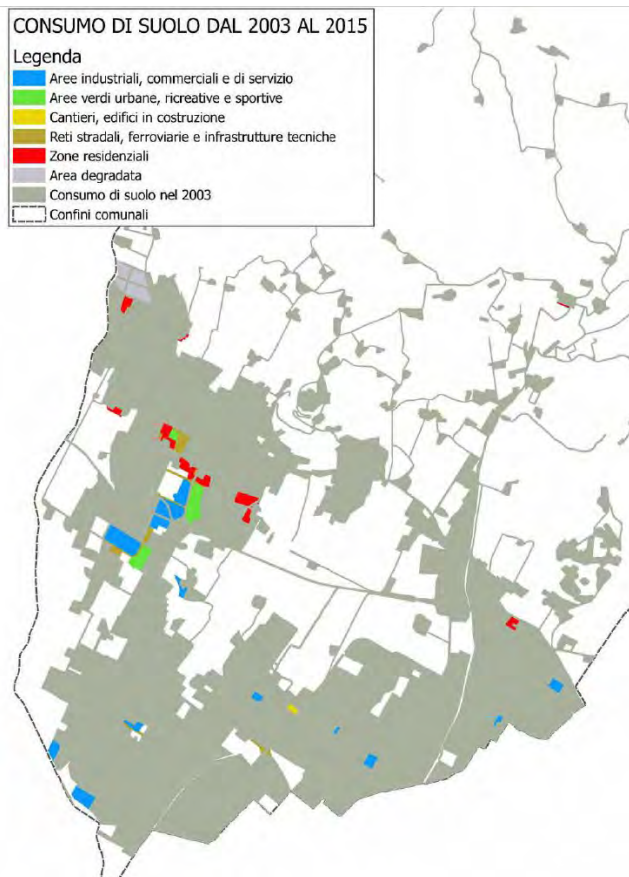 CONSUMO DI SUOLO DAL 2003 AL 2015
Legenda
Aree industriali, commerciali e di servizio
Aree verdi urbane, ricreative e sportive
Cantieri, edifici in costruzione
Reti stradali, ferroviarie e infrastrutture tecniche
Zone residenziali
Area degradata
Consumo di suolo nel 2003
Confini comunali